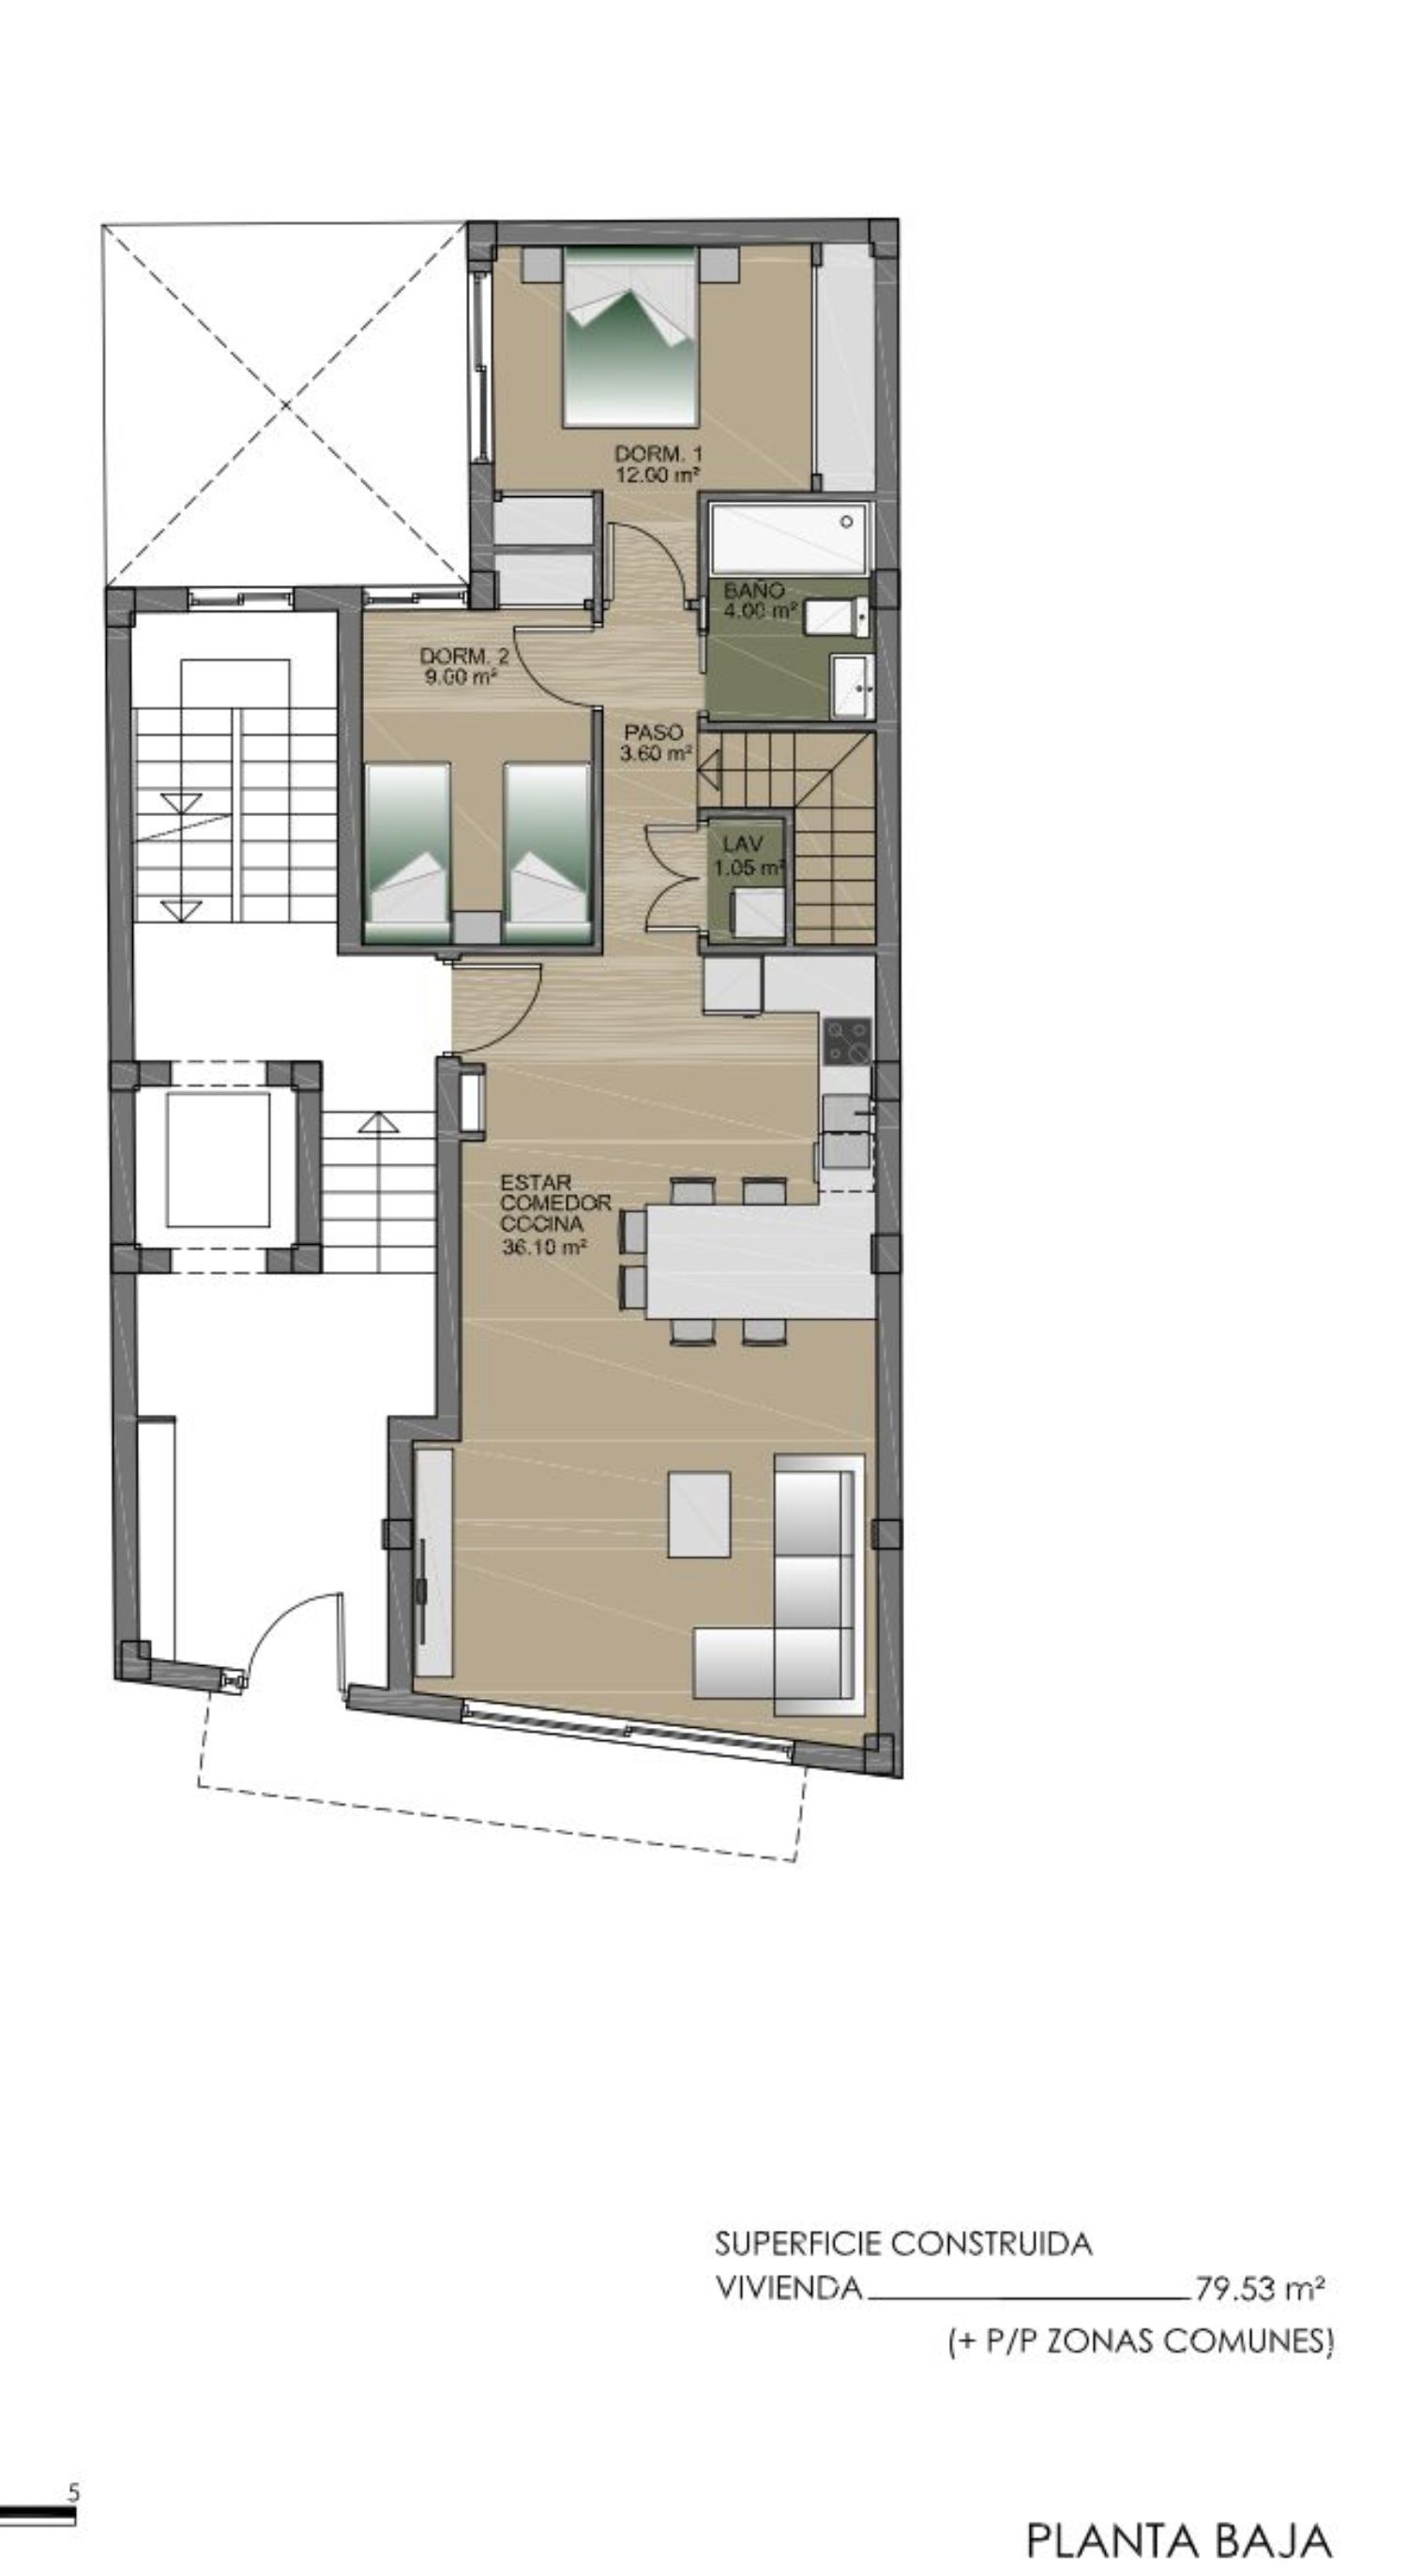 DORM. 1
12.00 m²
BAÑO
4.00 m²
DORM. 2
9.00 m²
PASO
3.60 m²
LAV
1.05 m²
ESTAR
COMEDOR
COCINA
36.10 m²
SUPERFICIE CONSTRUIDA
VIVIENDA 79.53 m²
(+ P/P ZONAS COMUNES)
5
PLANTA BAJA